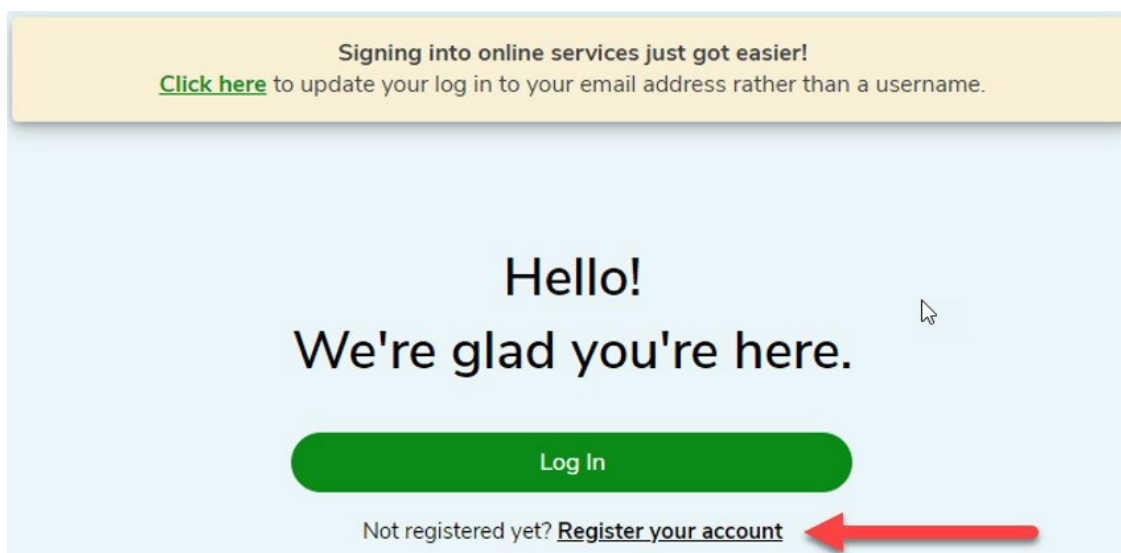 Signing into online services just got easier!
Click here to update your log in to your email address rather than a username.
Hello!
We're glad you're here.
Log In
Not registered yet? Register your account